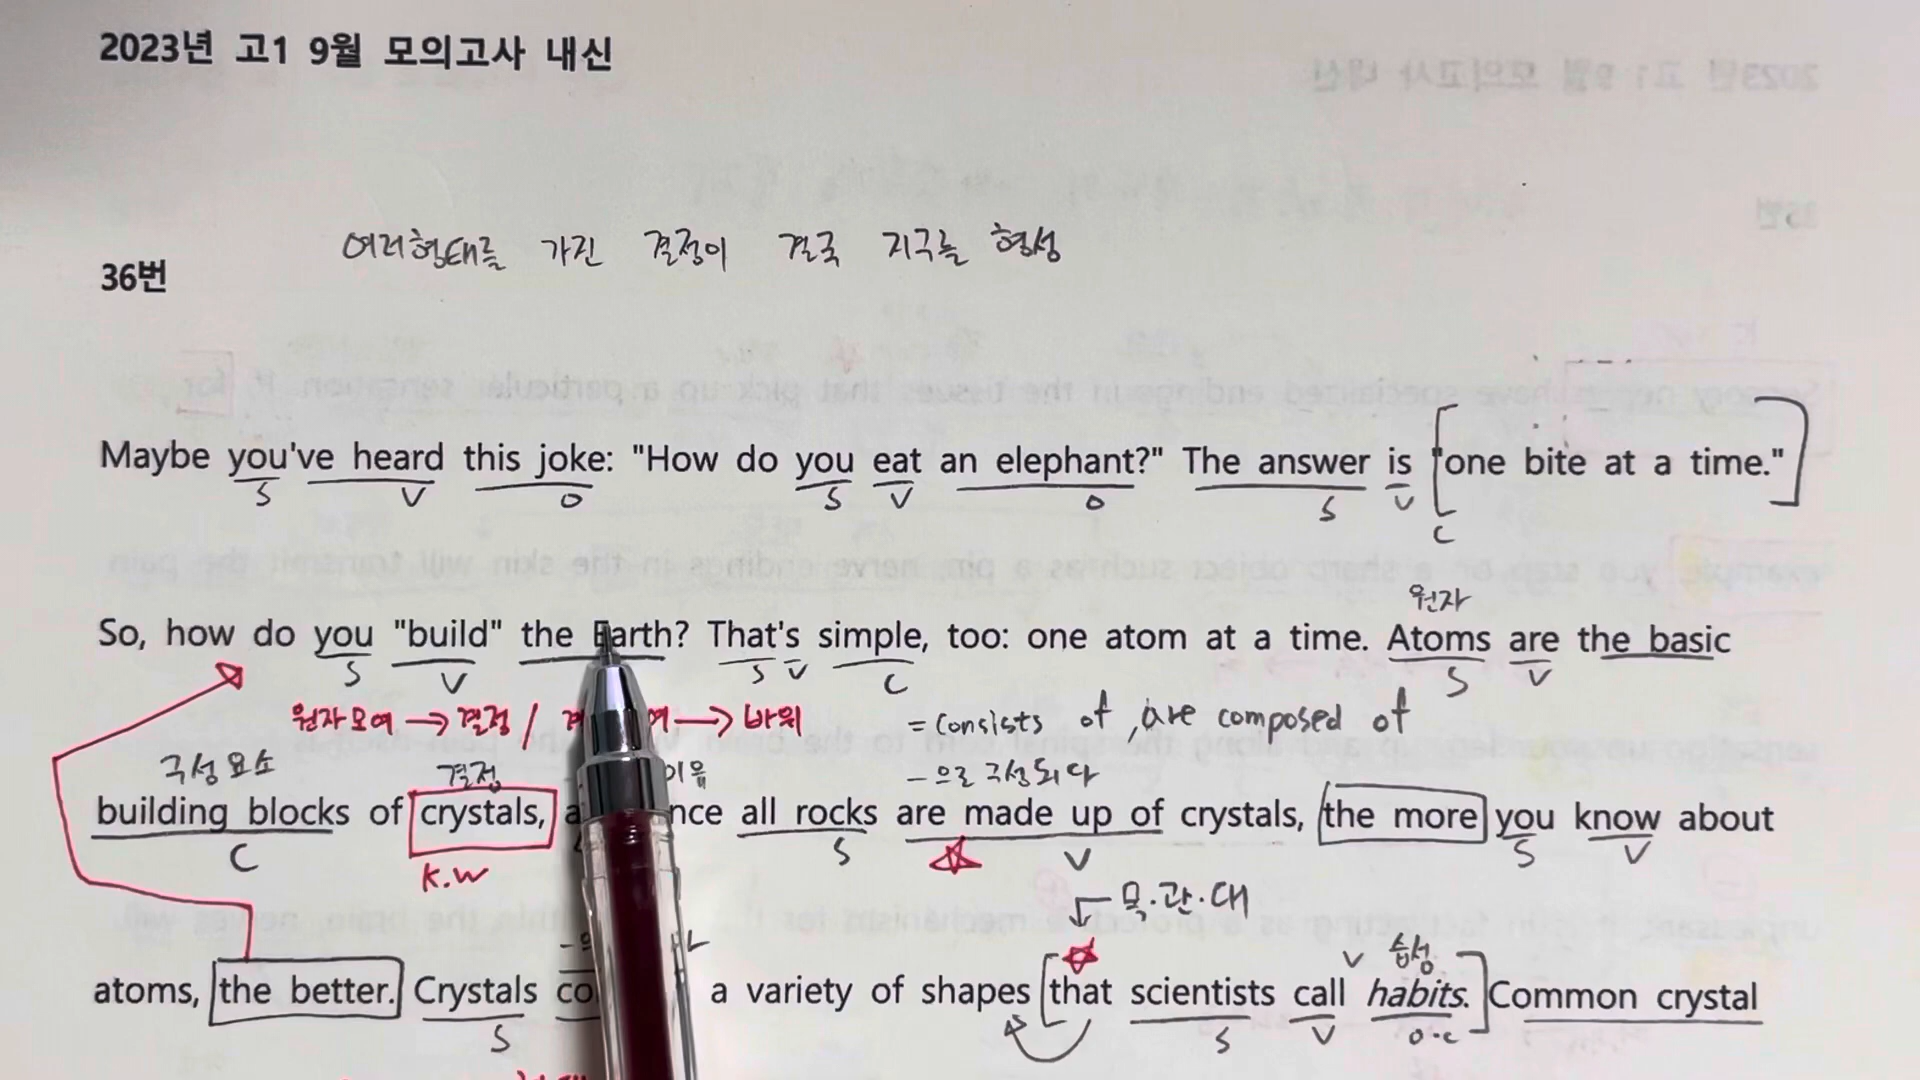 2023년 고1 9월 모의고사 내신
여러형태를 가진 결정이 결국 지구를 형성
36번
Maybe you've heard this joke: "How do you eat an elephant?" The answer is "one bite at a time."
S V O S V O S V C
원자
So, how do you "build" the Earth? That's simple, too: one atom at a time. Atoms are the basic
S V S V C S V
원자모여 → 결정 / → 바위 = consists of, are composed of
구성요소 결정 이유 -으로 구성되다
building blocks of crystals, all rocks are made up of crystals, the more you know about
C K.W S V S V
목·관·대
습성
atoms, the better. Crystals a variety of shapes that scientists call habits. Common crystal
S S V O·C